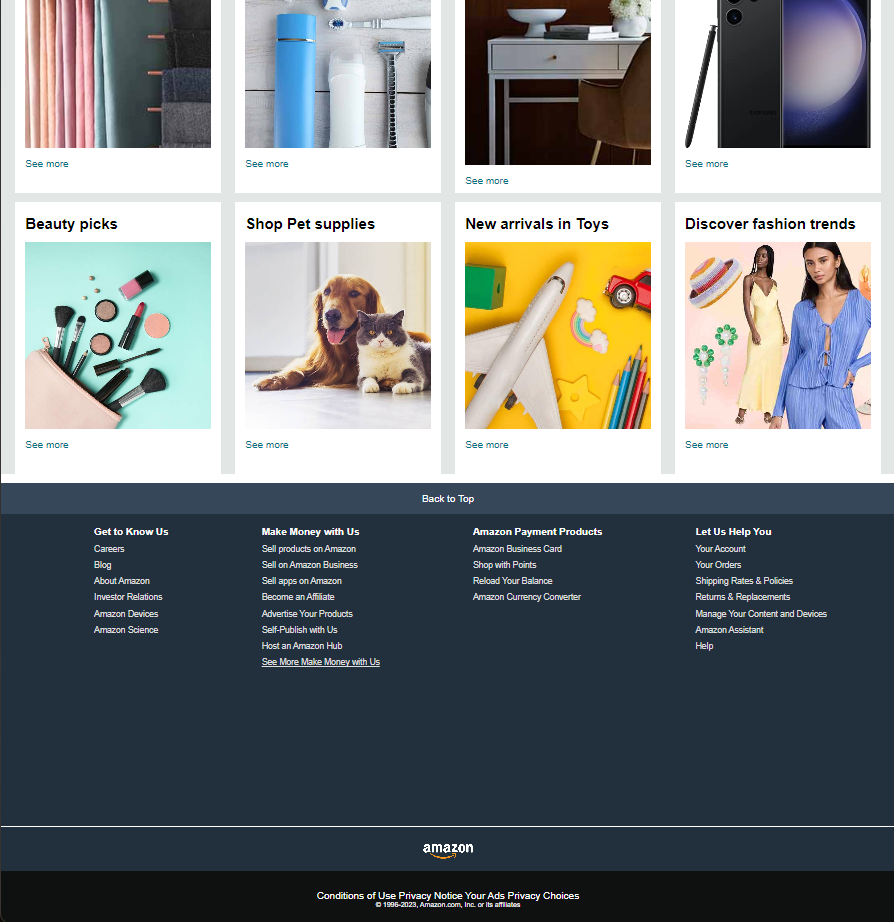 See more
See more
See more
See more
Beauty picks
Shop Pet supplies
New arrivals in Toys
Discover fashion trends
See more
See more
See more
See more
Back to Top
Get to Know Us
Careers
Blog
About Amazon
Investor Relations
Amazon Devices
Amazon Science
Make Money with Us
Sell products on Amazon
Sell on Amazon Business
Sell apps on Amazon
Become an Affiliate
Advertise Your Products
Self-Publish with Us
Host an Amazon Hub
See More Make Money with Us
Amazon Payment Products
Amazon Business Card
Shop with Points
Reload Your Balance
Amazon Currency Converter
Let Us Help You
Your Account
Your Orders
Shipping Rates & Policies
Returns & Replacements
Manage Your Content and Devices
Amazon Assistant
Help
amazon
Conditions of Use Privacy Notice Your Ads Privacy Choices
© 1996-2023, Amazon.com, Inc. or its affiliates